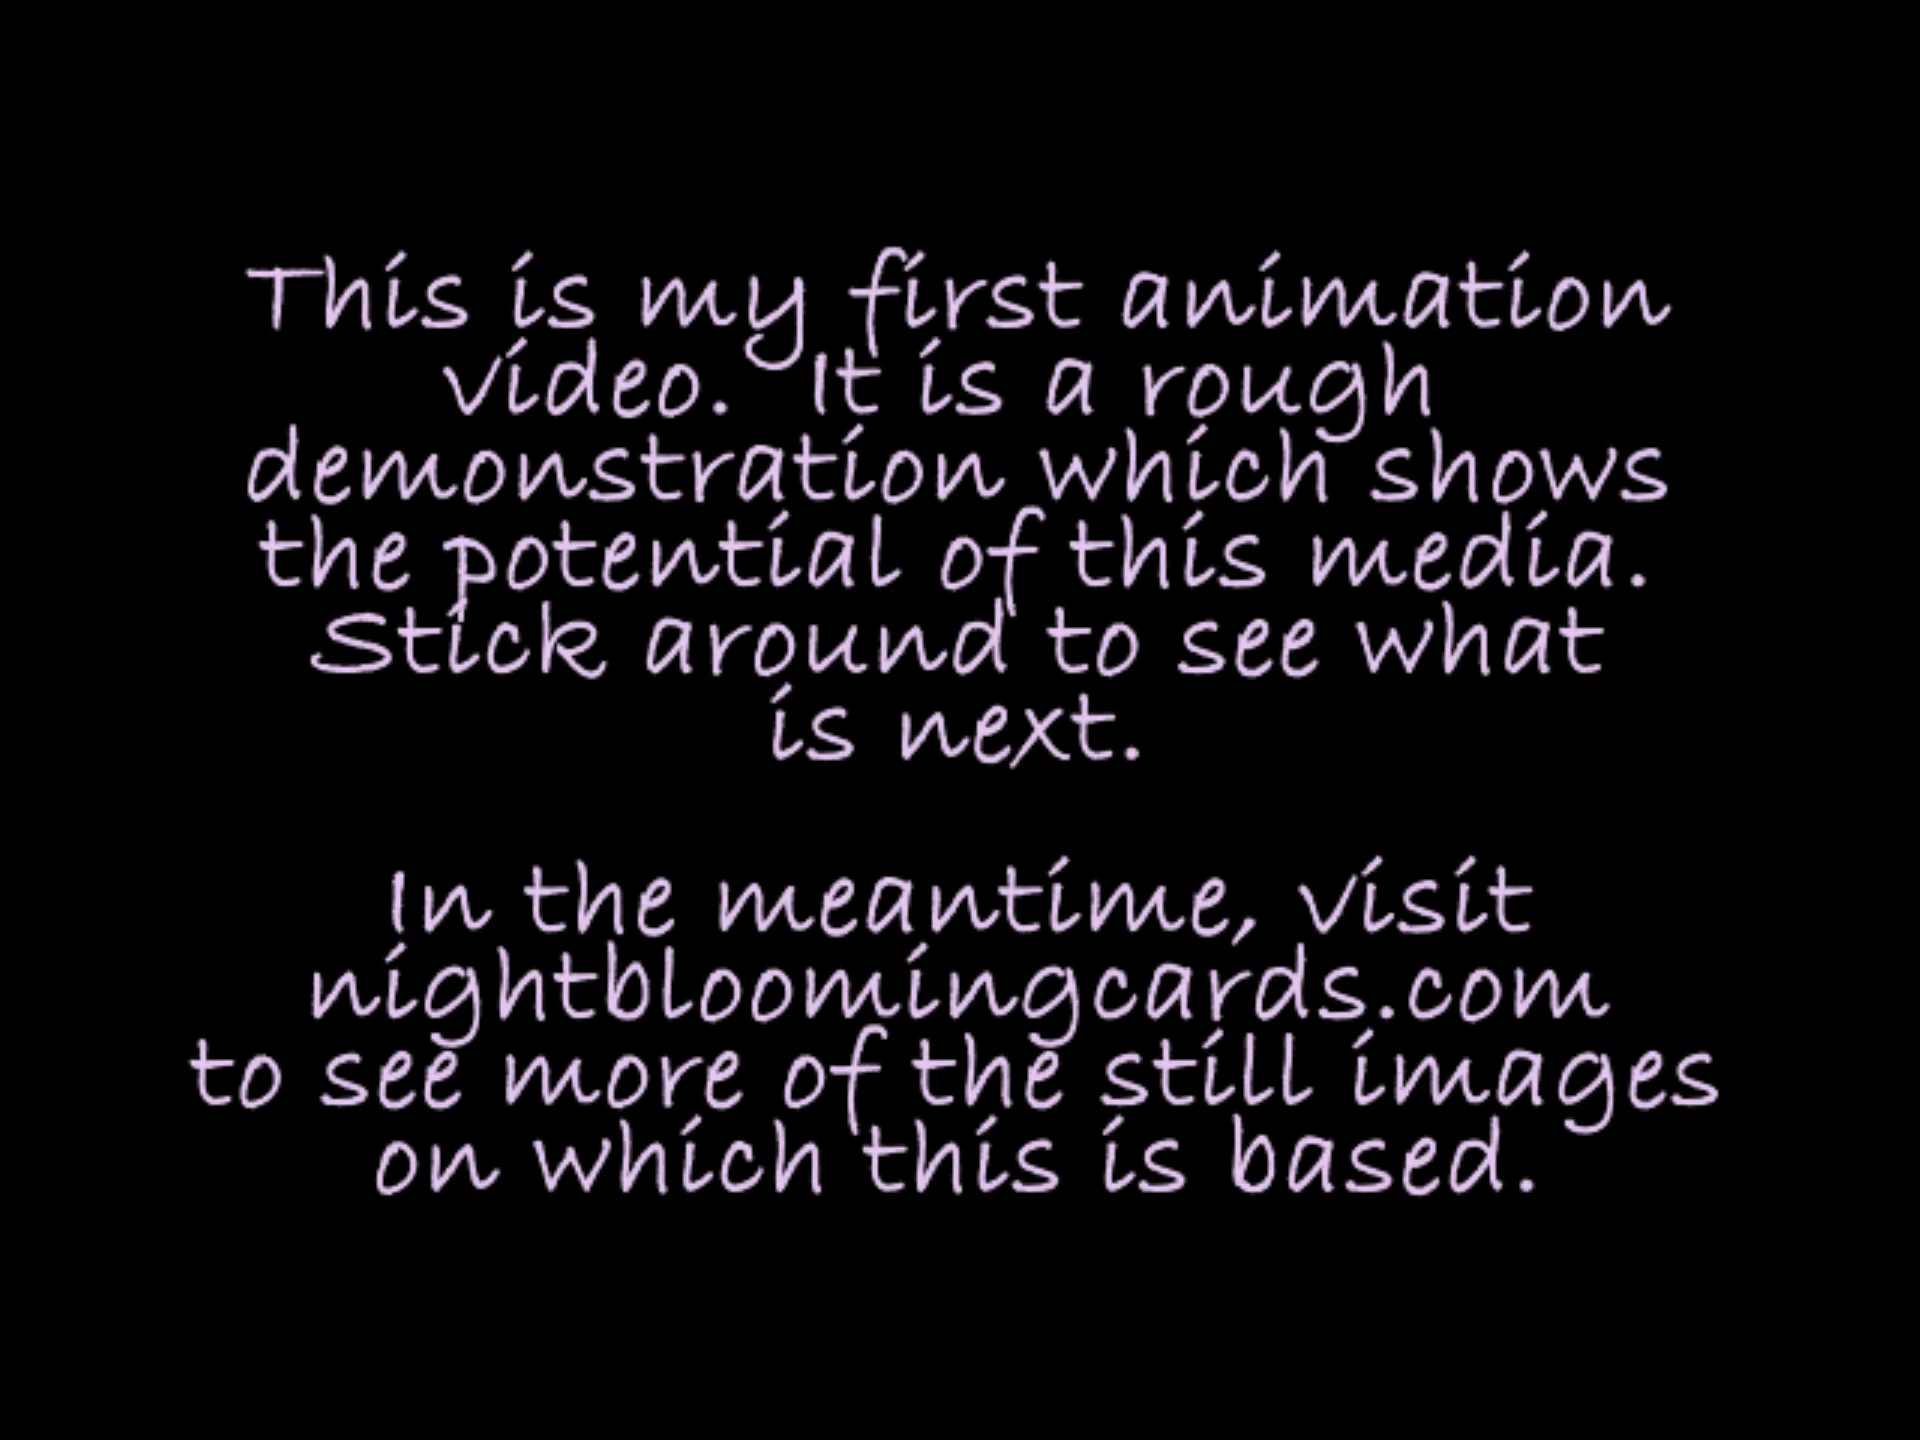 This is my first animation
video.  It is a rough
demonstration which shows
the potential of this media.
Stick around to see what
is next.
In the meantime, visit
nightbloomingcards.com
to see more of the still images
on which this is based.